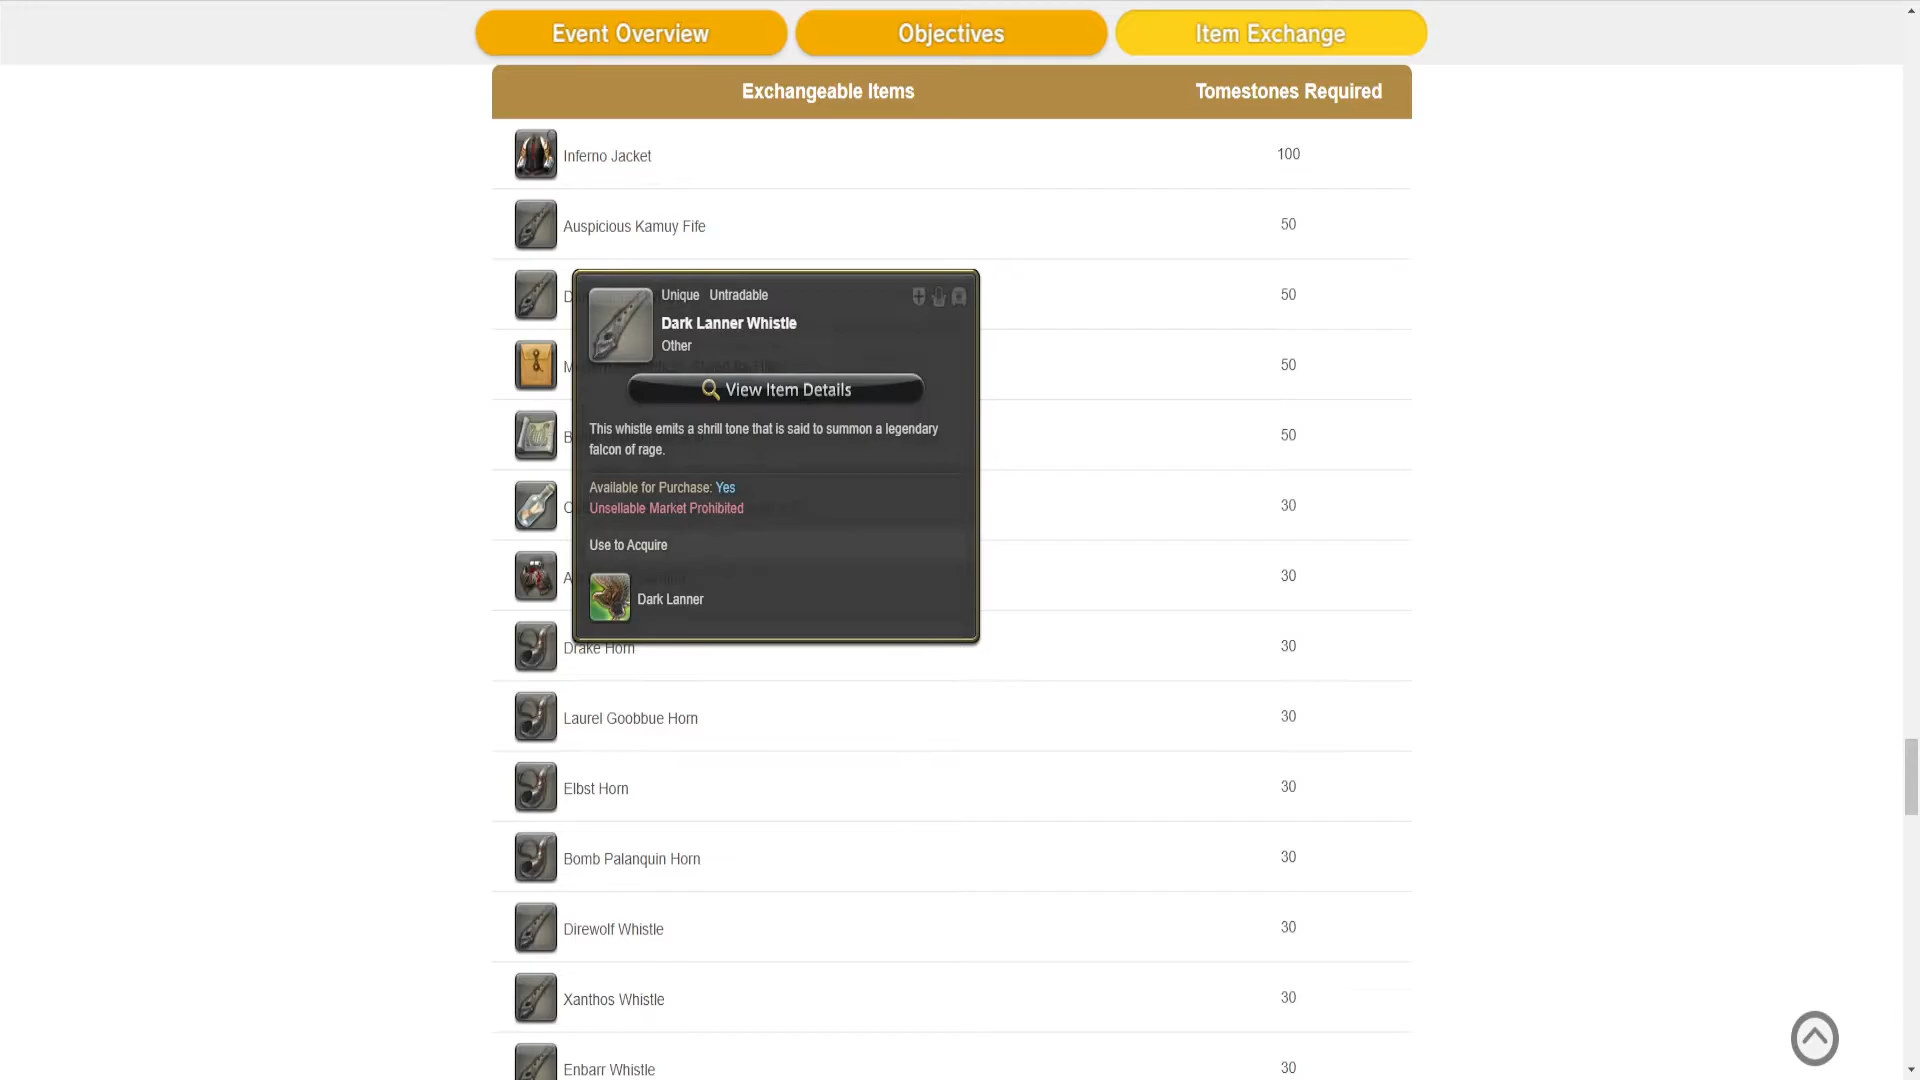 Event Overview
Objectives
Item Exchange
Exchangeable Items
Tomestones Required
Inferno Jacket
100
Auspicious Kamuy Fife
50
50
Unique Untradable
Dark Lanner Whistle
Other
View Item Details
This whistle emits a shrill tone that is said to summon a legendary
falcon of rage.
Available for Purchase: Yes
Unsellable Market Prohibited
Use to Acquire
Dark Lanner
50
50
30
30
Drake Horn
30
Laurel Goobbue Horn
30
Elbst Horn
30
Bomb Palanquin Horn
30
Direwolf Whistle
30
Xanthos Whistle
30
Enbarr Whistle
30